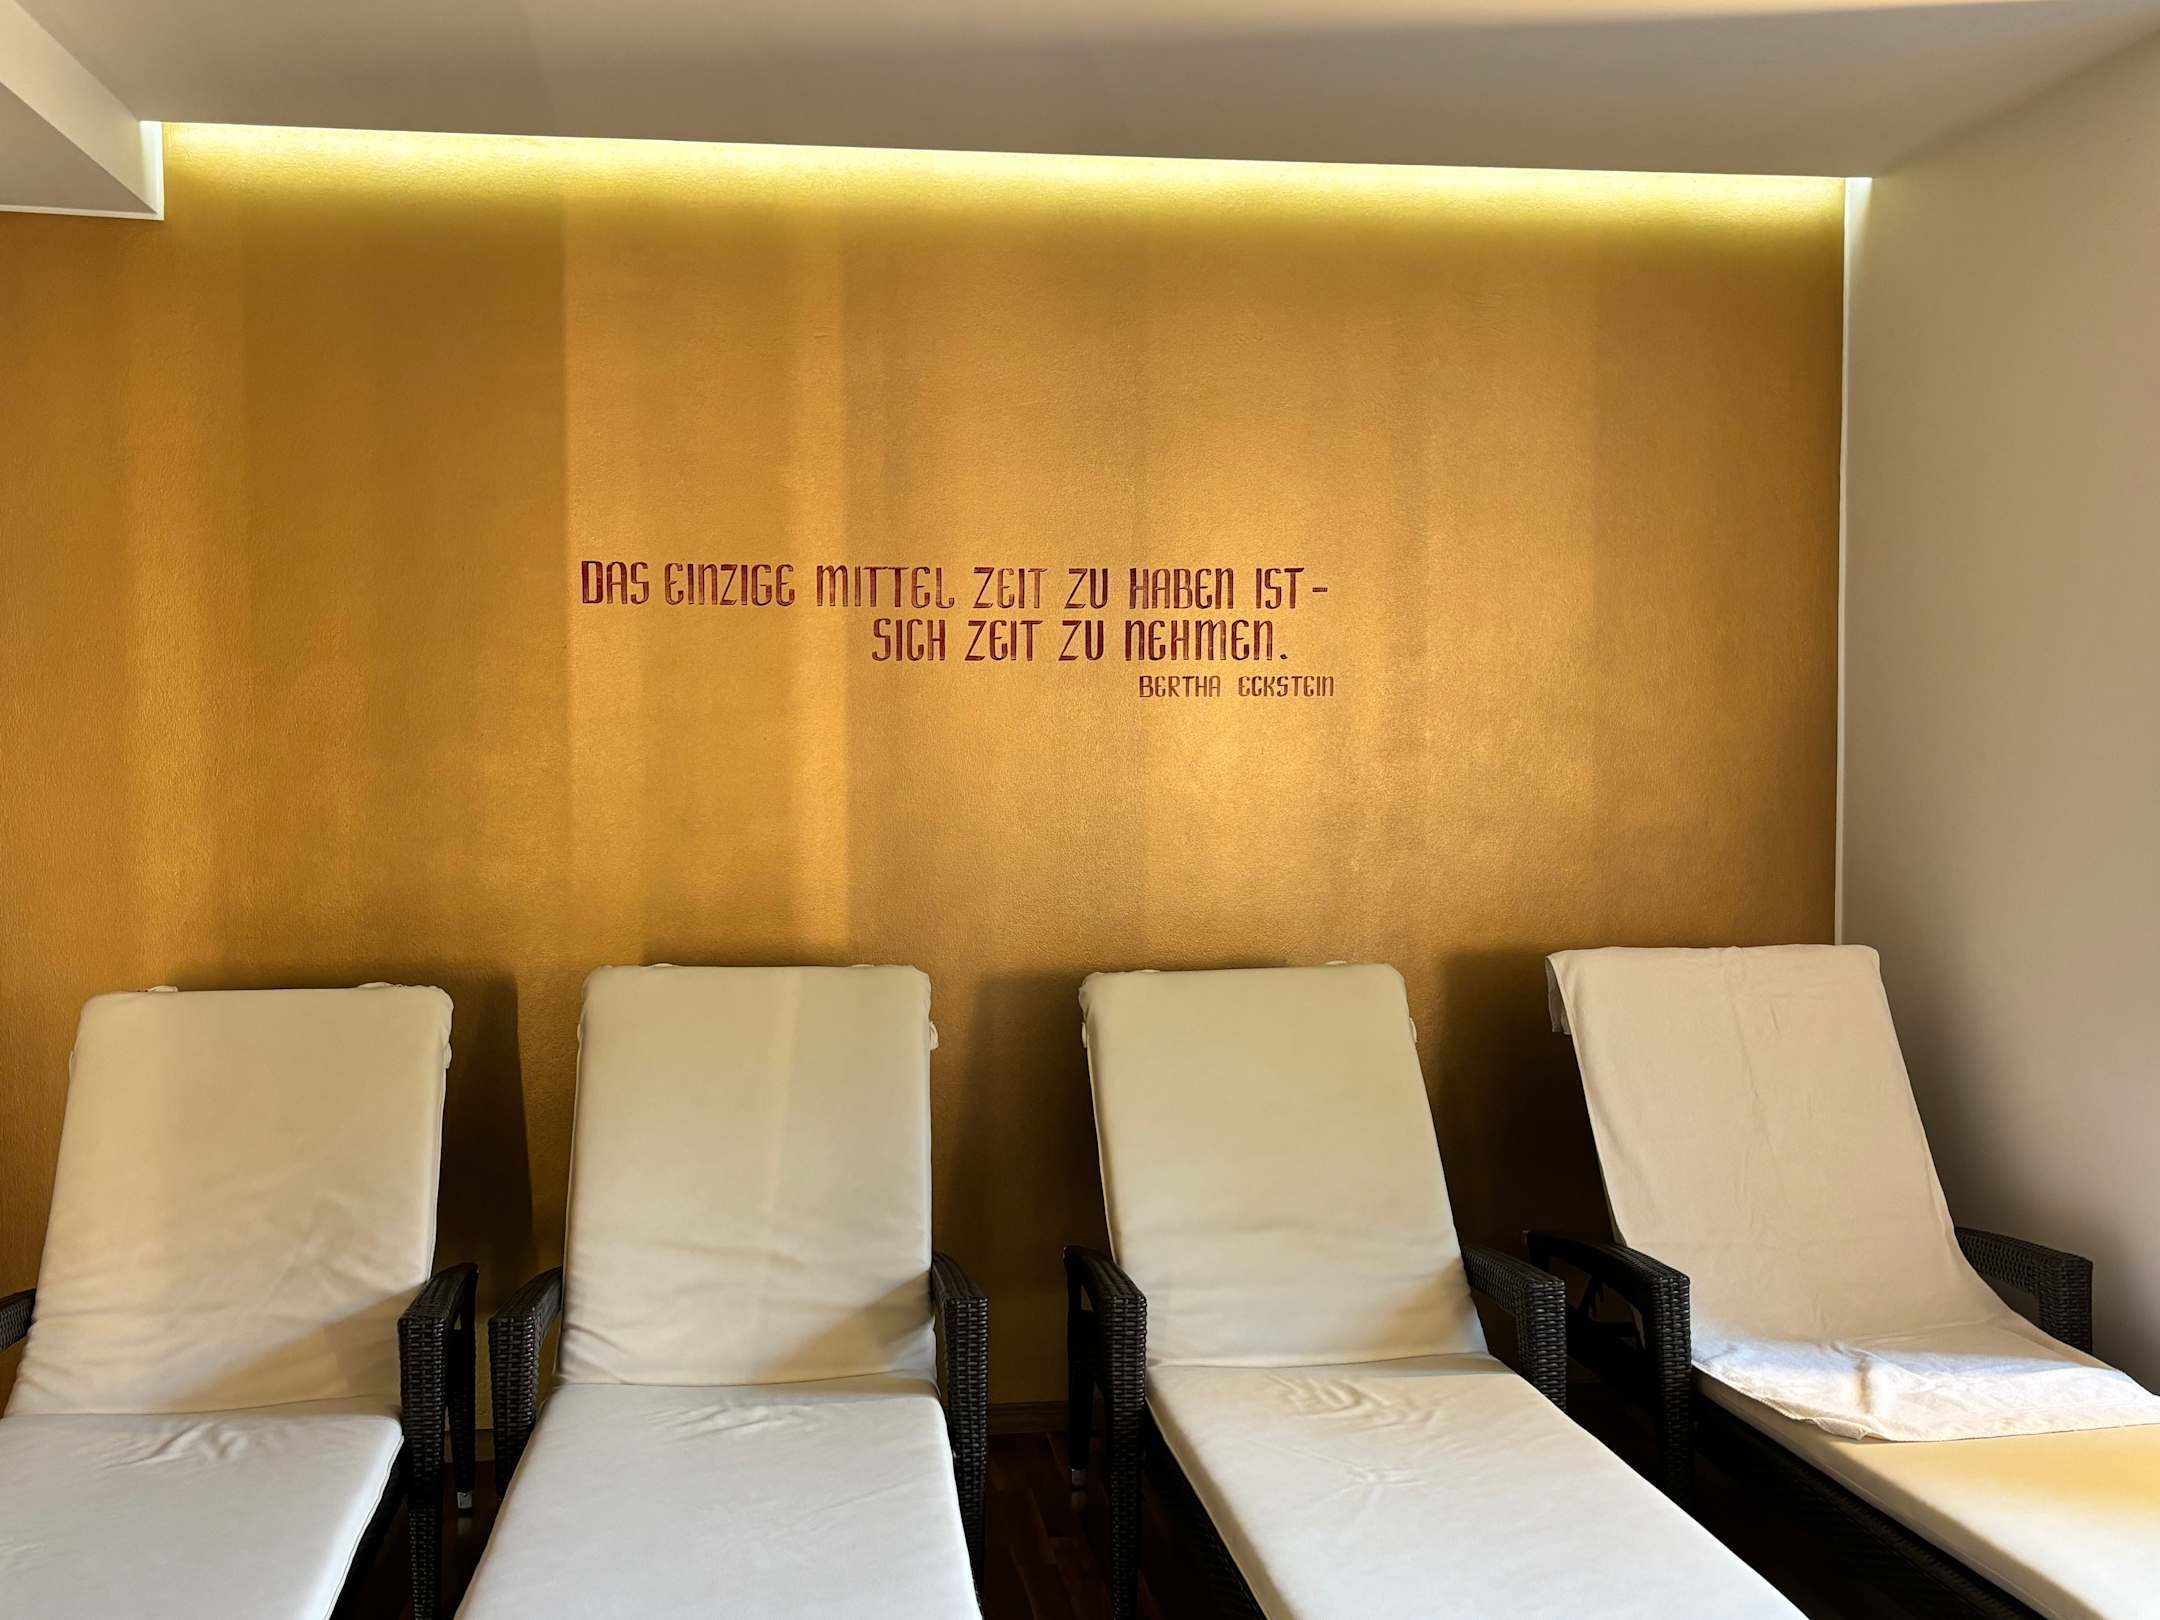 DAS EINZIGE MITTEL ZEIT ZU HABEN IST -
SICH ZEIT ZU NEHMEN.
BERTHA ECKSTEIN